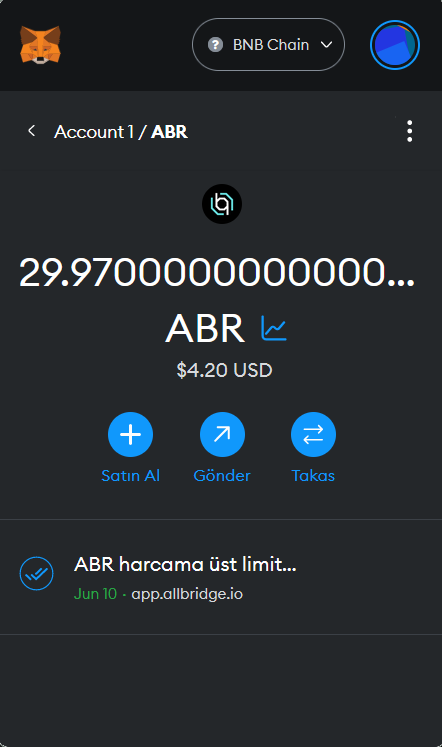 BNB Chain
Account 1 / ABR
29.9700000000000...
ABR
$4.20 USD
Satın Al
Gönder
Takas
ABR harcama üst limit...
Jun 10 · app.allbridge.io